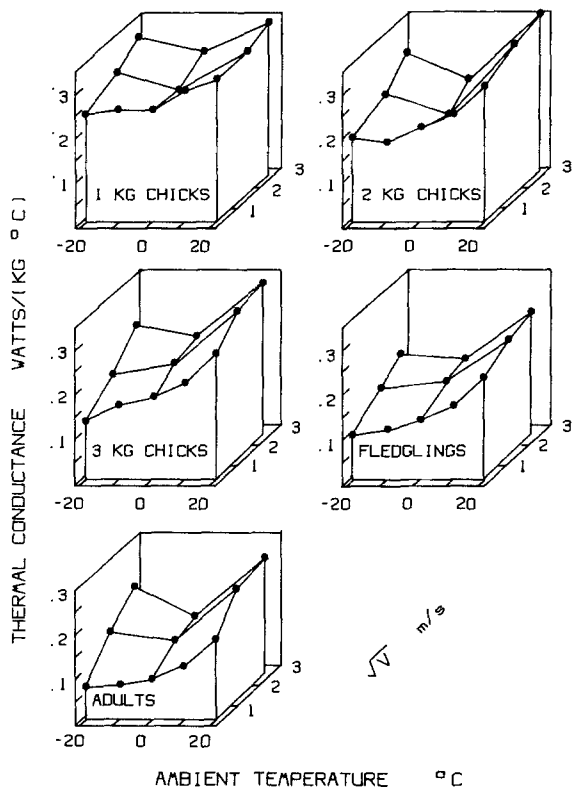 THERMAL CONDUCTANCE WATTS/(KG °C)
.3
.2
.1
1 KG CHICKS
-20 0 20
1 2 3
.3
.2
.1
2 KG CHICKS
-20 0 20
1 2 3
.3
.2
.1
3 KG CHICKS
-20 0 20
1 2 3
.3
.2
.1
FLEDGLINGS
-20 0 20
1 2 3
.3
.2
.1
ADULTS
-20 0 20
1 2 3
√V m/s
AMBIENT TEMPERATURE °C